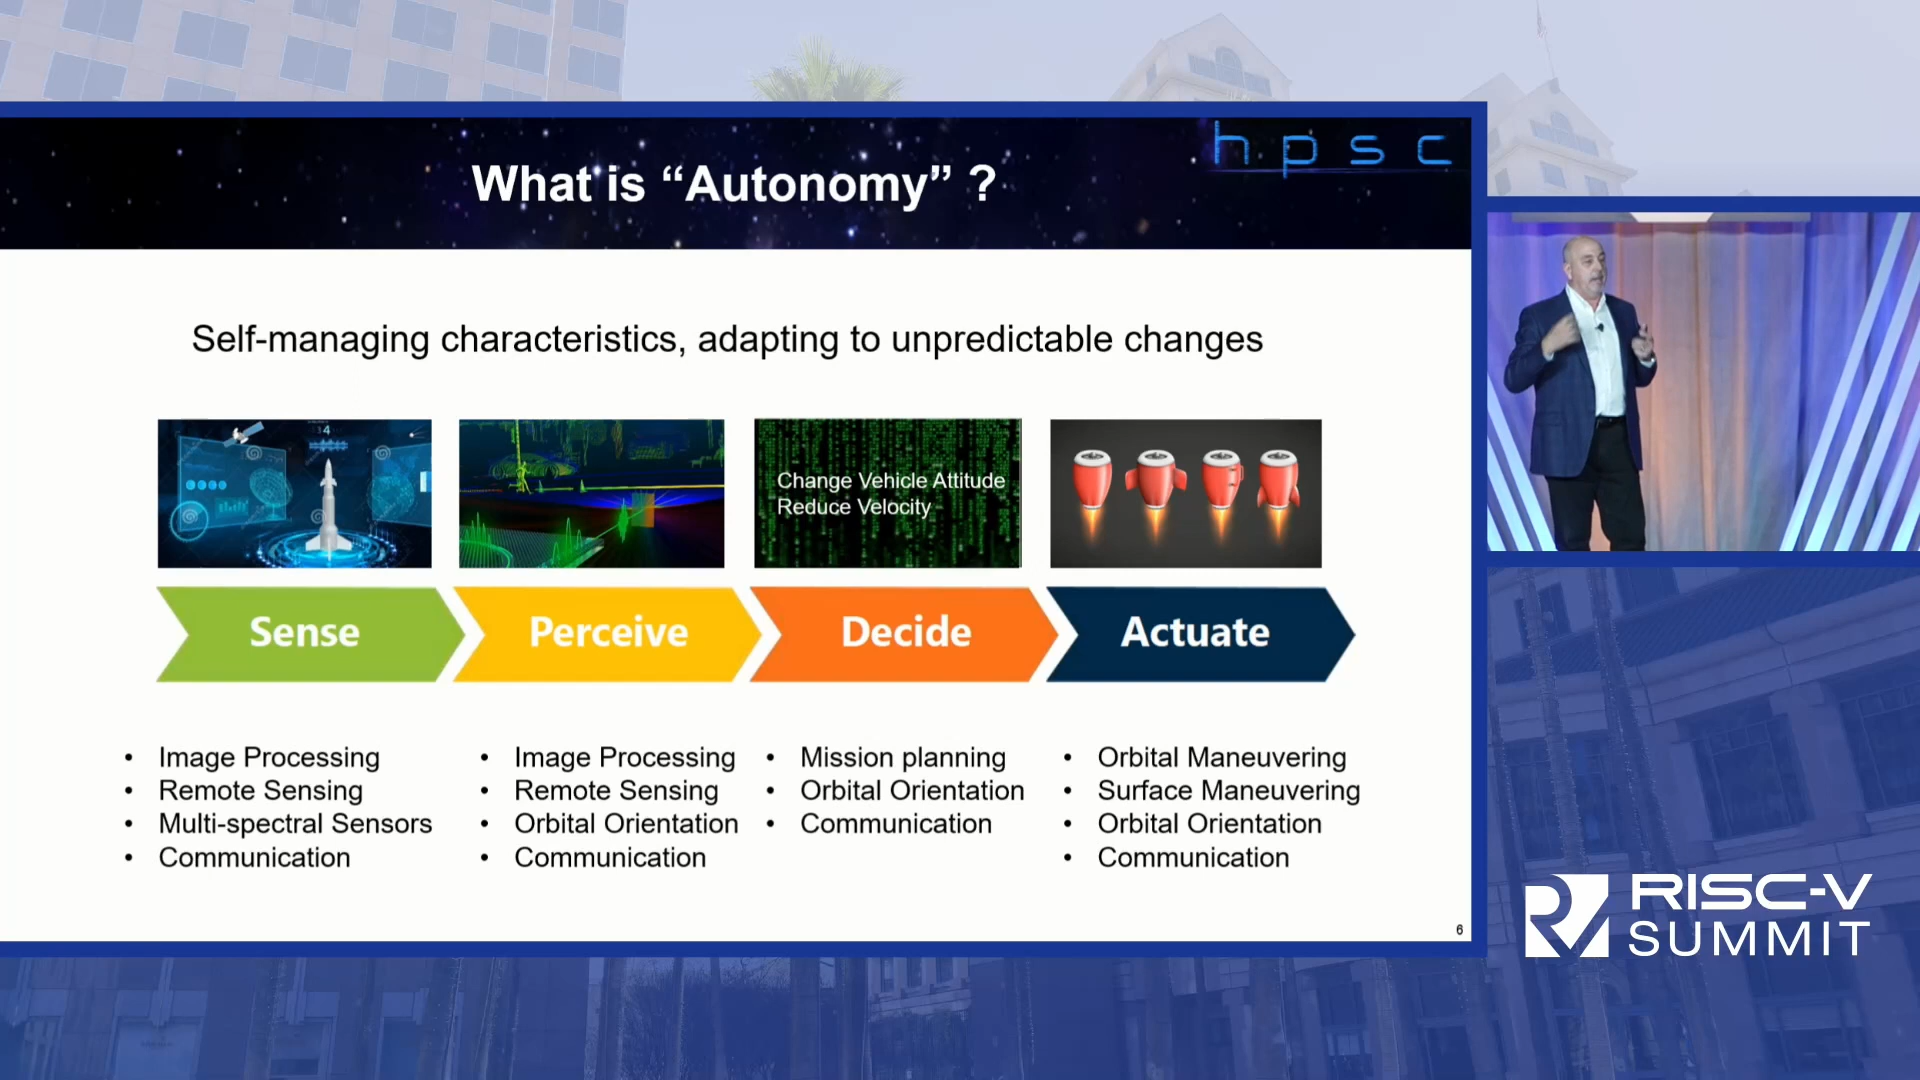 hpsc
What is “Autonomy” ?
Self-managing characteristics, adapting to unpredictable changes
4
Change Vehicle Attitude
Reduce Velocity
Sense
Perceive
Decide
Actuate
• Image Processing
• Remote Sensing
• Multi-spectral Sensors
• Communication
• Image Processing
• Remote Sensing
• Orbital Orientation
• Communication
• Mission planning
• Orbital Orientation
• Communication
• Orbital Maneuvering
• Surface Maneuvering
• Orbital Orientation
• Communication
6
RISC-V
SUMMIT